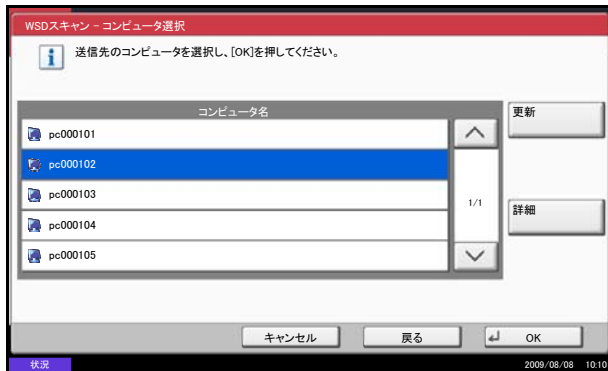 WSDスキャン - コンピュータ選択
送信先のコンピュータを選択し、[OK]を押してください。
コンピュータ名
更新
pc000101
pc000102
pc000103
1/1
詳細
pc000104
pc000105
キャンセル 戻る OK
状況 2009/08/08 10:10